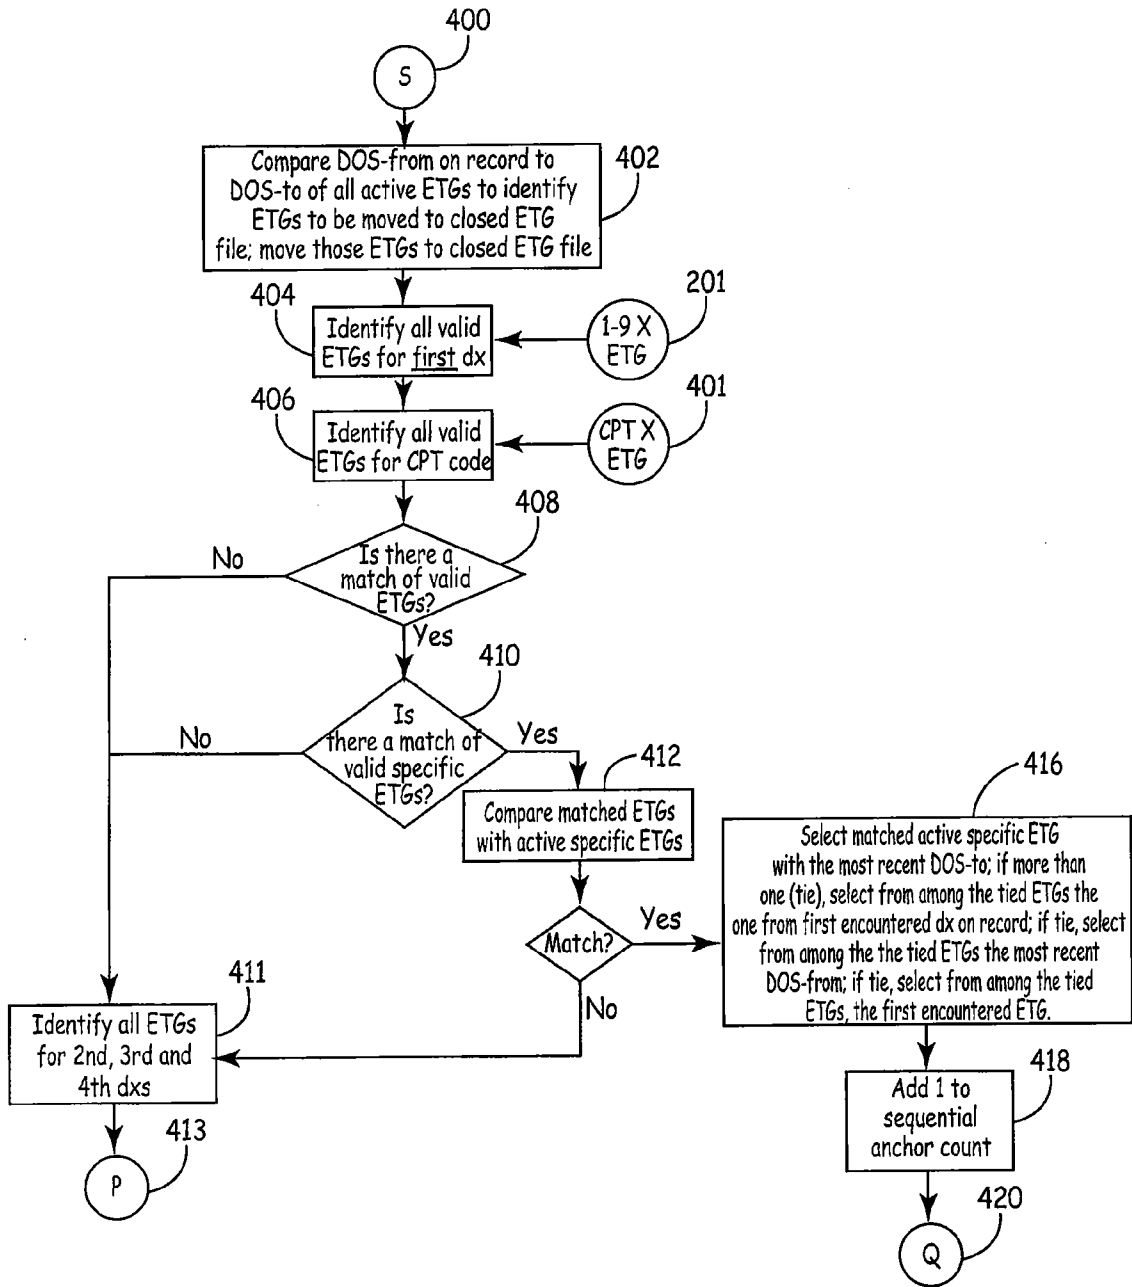 400
S
Compare DOS-from on record to
DOS-to of all active ETGs to identify
ETGs to be moved to closed ETG
file; move those ETGs to closed ETG file
402
404
Identify all valid
ETGs for first dx
1-9 X
ETG
201
406
Identify all valid
ETGs for CPT code
CPT X
ETG
401
408
Is there a
match of valid
ETGs?
No
Yes
410
Is
there a match of
valid specific
ETGs?
No
Yes
412
Compare matched ETGs
with active specific ETGs
Match?
Yes
No
416
Select matched active specific ETG
with the most recent DOS-to; if more than
one (tie), select from among the tied ETGs the
one from first encountered dx on record; if tie, select
from among the the tied ETGs the most recent
DOS-from; if tie, select from among the tied
ETGs, the first encountered ETG.
411
Identify all ETGs
for 2nd, 3rd and
4th dxs
413
P
418
Add 1 to
sequential
anchor count
420
Q